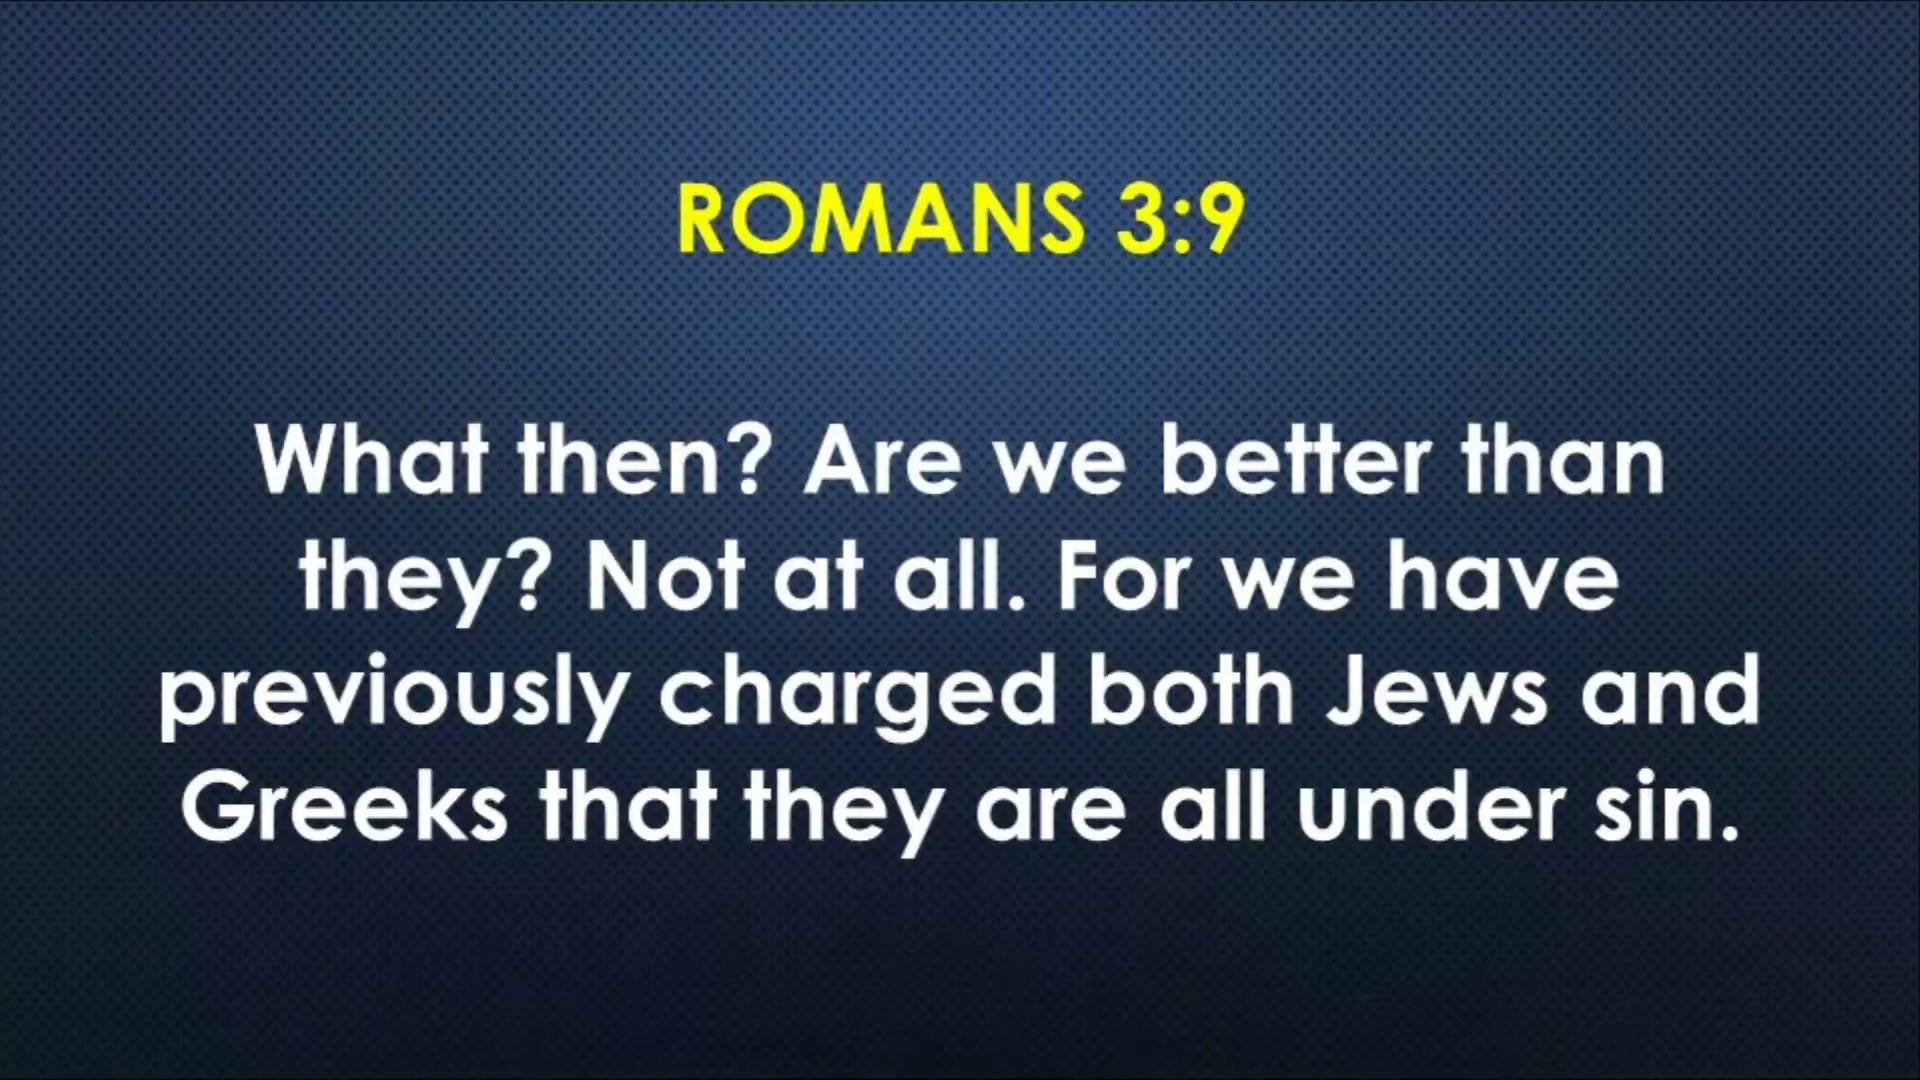 ROMANS 3:9
What then? Are we better than
they? Not at all. For we have
previously charged both Jews and
Greeks that they are all under sin.